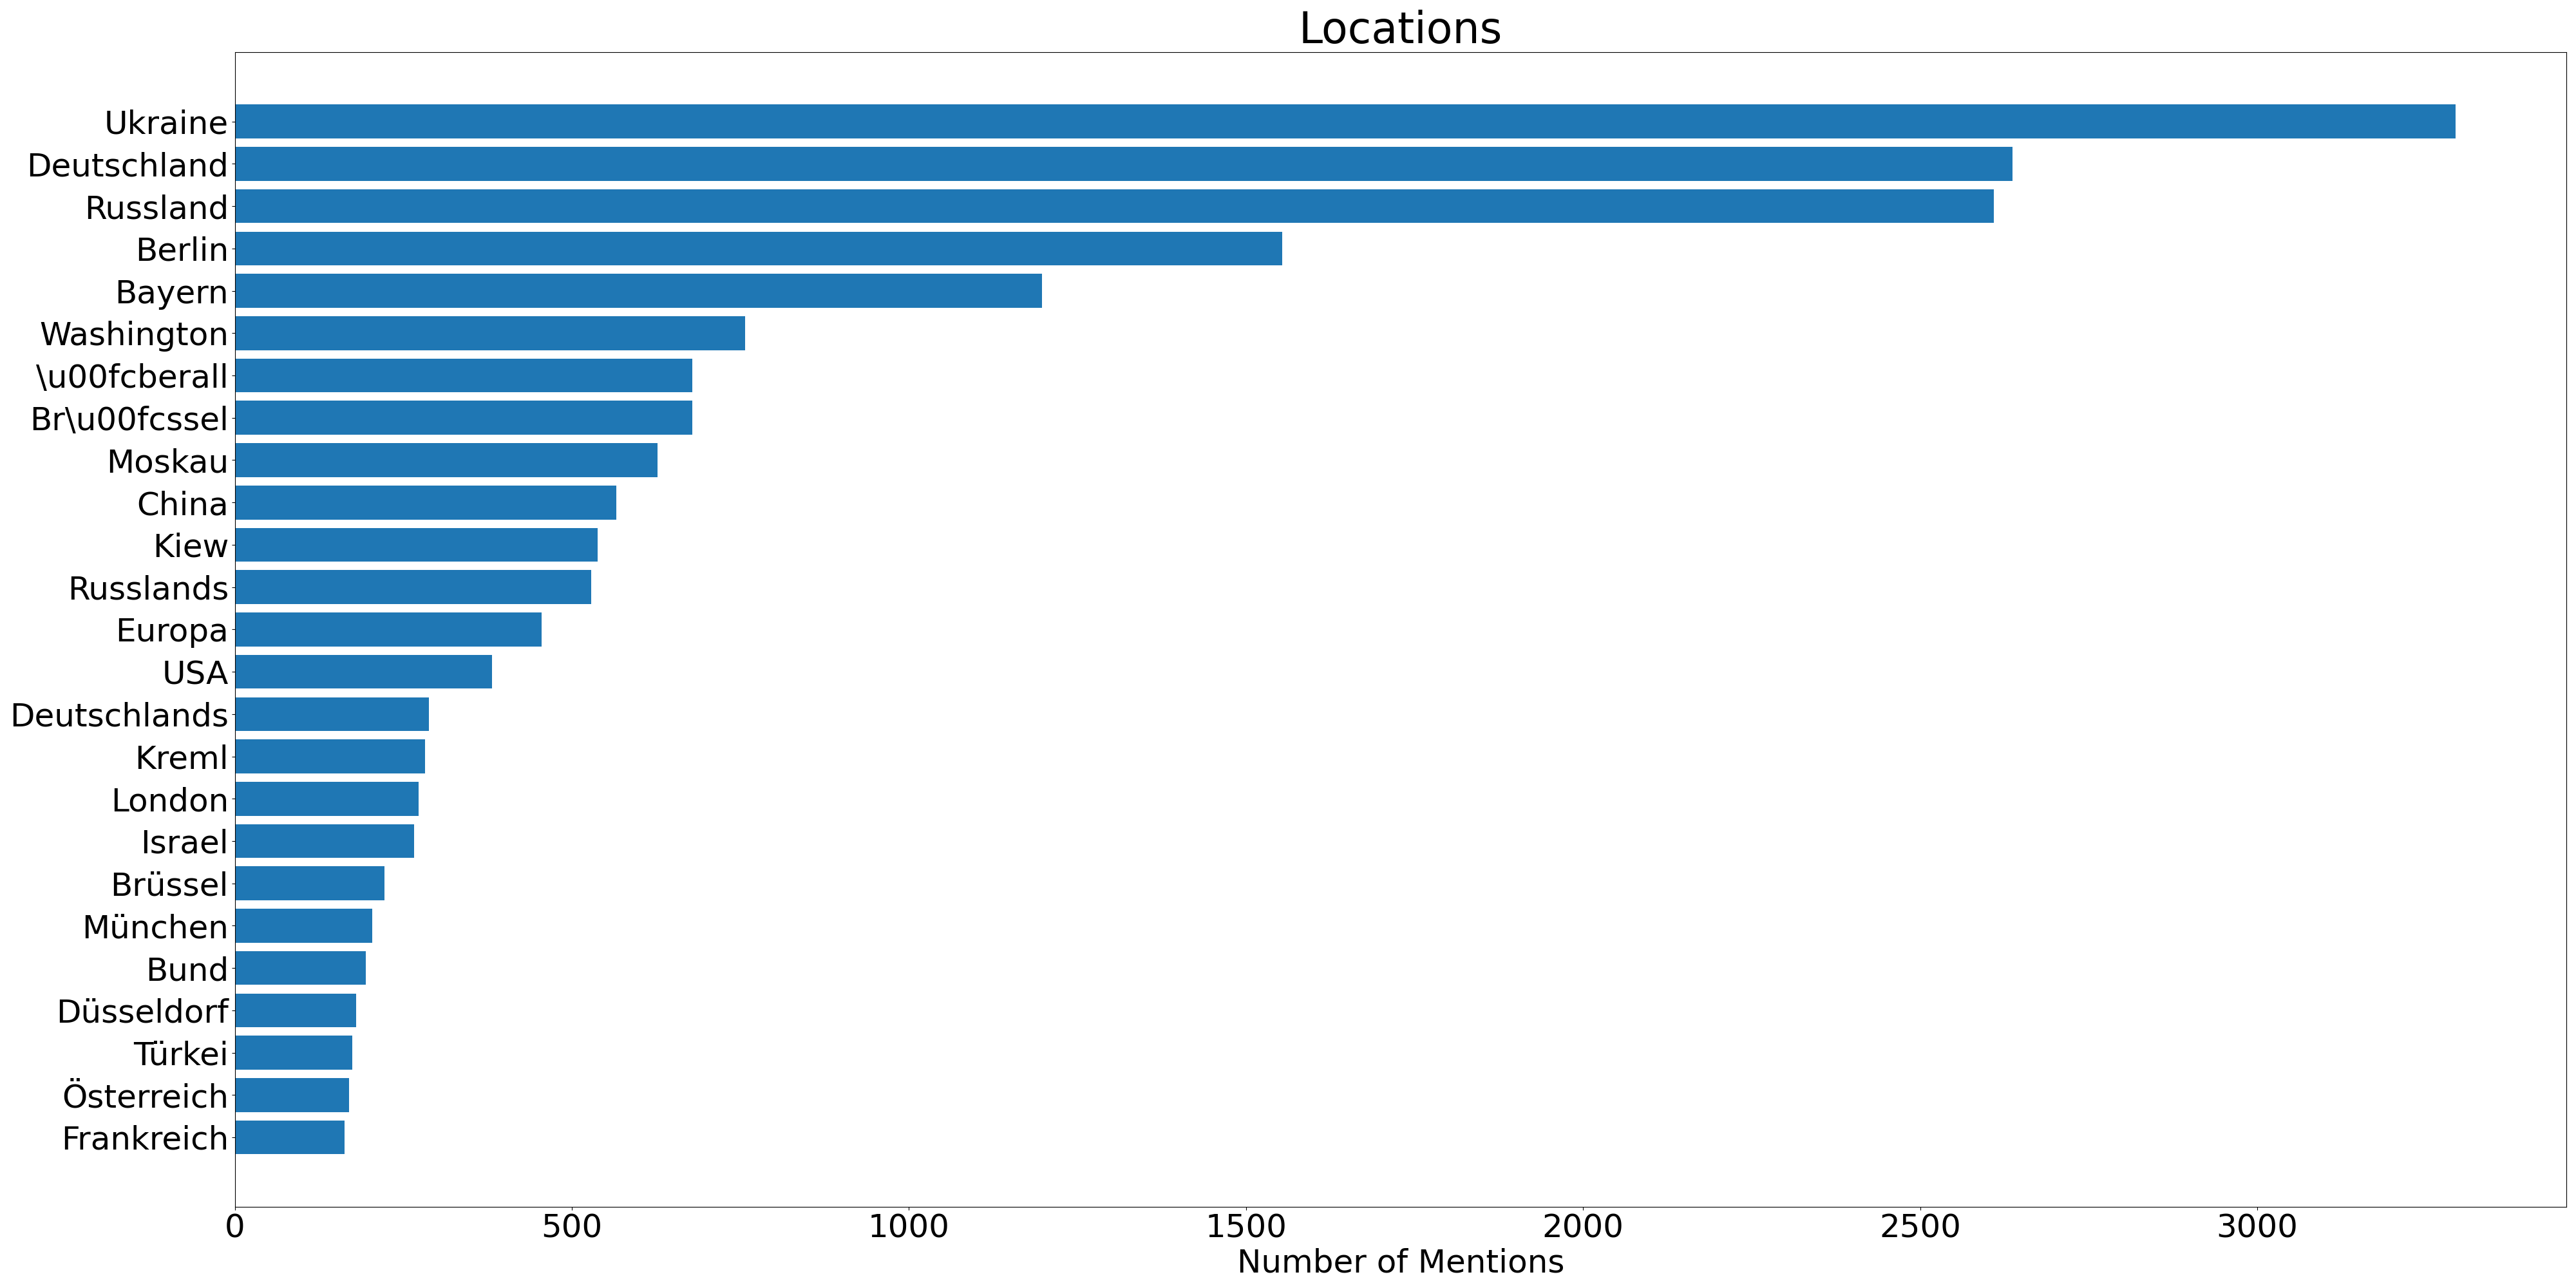 Locations
Ukraine
Deutschland
Russland
Berlin
Bayern
Washington
\u00fcberall
Br\u00fcssel
Moskau
China
Kiew
Russlands
Europa
USA
Deutschlands
Kreml
London
Israel
Brüssel
München
Bund
Düsseldorf
Türkei
Österreich
Frankreich
0 500 1000 1500 2000 2500 3000
Number of Mentions